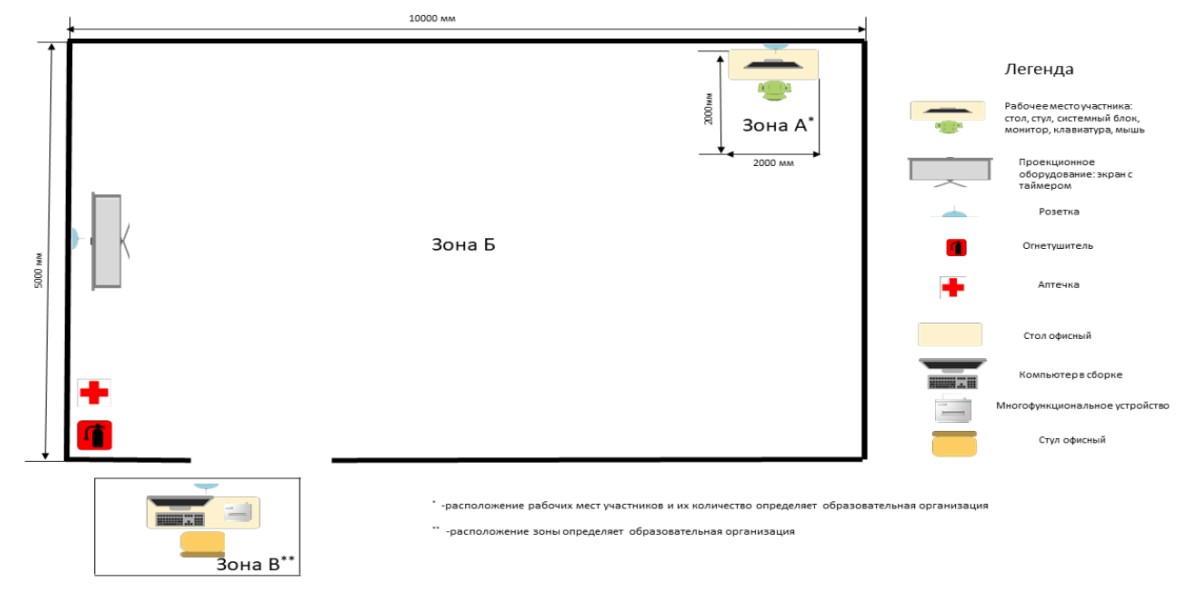 10000 мм
5000 мм
2000мм
Зона А*
2000 мм
Зона Б
Зона В**
Легенда
Рабочее место участника:
стол, стул, системный блок,
монитор, клавиатура, мышь
Проекционное
оборудование: экран с
таймером
Розетка
Огнетушитель
Аптечка
Стол офисный
Компьютер в сборке
Многофункциональное устройство
Стул офисный
* -расположение рабочих мест участников и их количество определяет образовательная организация
** -расположение зоны определяет образовательная организация